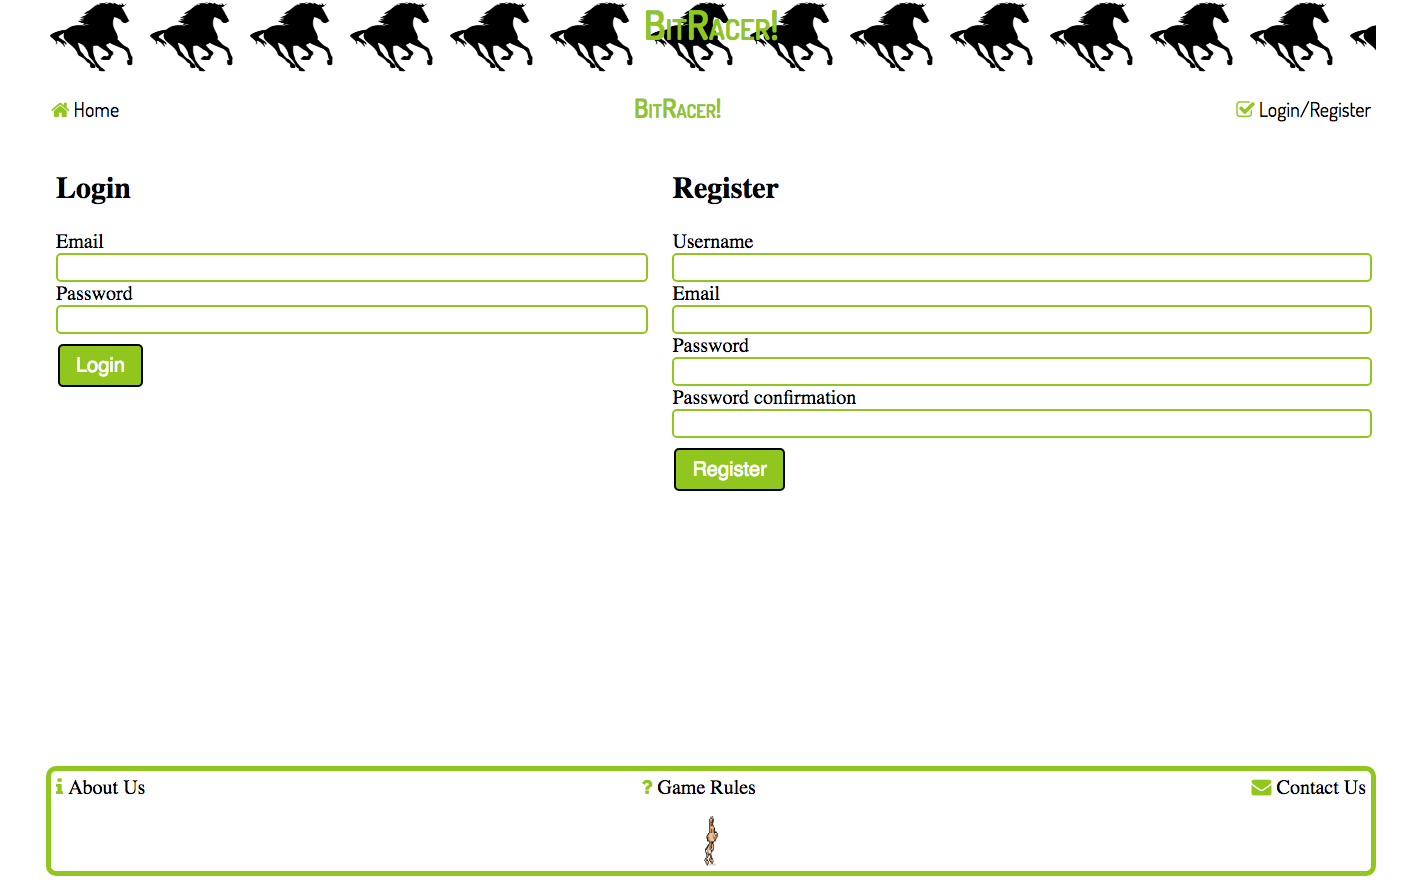 BitRacer!
Home
BitRacer!
Login/Register
Login
Email
Password
Login
Register
Username
Email
Password
Password confirmation
Register
About Us
? Game Rules
Contact Us